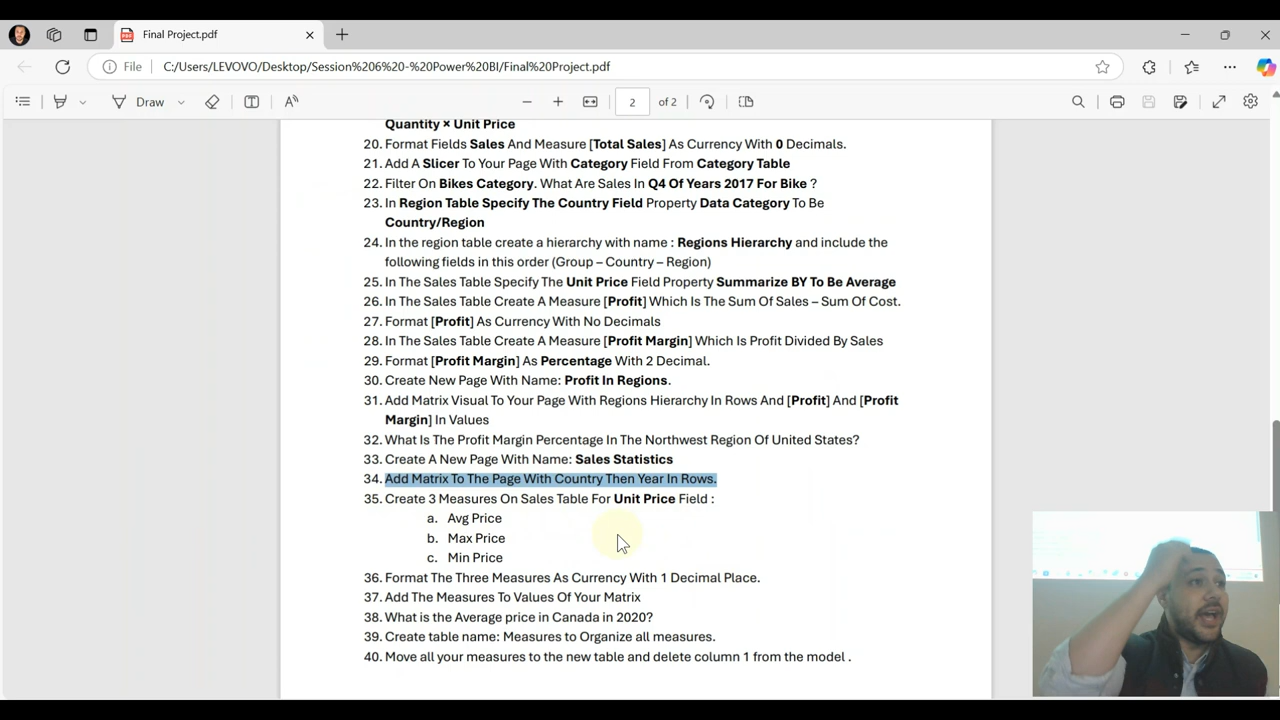 Final Project.pdf
File
C:/Users/LEVOVO/Desktop/Session%206%20-%20Power%20BI/Final%20Project.pdf
Draw
2 of 2
Quantity × Unit Price
20. Format Fields Sales And Measure [Total Sales] As Currency With 0 Decimals.
21. Add A Slicer To Your Page With Category Field From Category Table
22. Filter On Bikes Category. What Are Sales In Q4 Of Years 2017 For Bike ?
23. In Region Table Specify The Country Field Property Data Category To Be
Country/Region
24. In the region table create a hierarchy with name : Regions Hierarchy and include the
following fields in this order (Group – Country – Region)
25. In The Sales Table Specify The Unit Price Field Property Summarize BY To Be Average
26. In The Sales Table Create A Measure [Profit] Which Is The Sum Of Sales – Sum Of Cost.
27. Format [Profit] As Currency With No Decimals
28. In The Sales Table Create A Measure [Profit Margin] Which Is Profit Divided By Sales
29. Format [Profit Margin] As Percentage With 2 Decimal.
30. Create New Page With Name: Profit In Regions.
31. Add Matrix Visual To Your Page With Regions Hierarchy In Rows And [Profit] And [Profit
Margin] In Values
32. What Is The Profit Margin Percentage In The Northwest Region Of United States?
33. Create A New Page With Name: Sales Statistics
34. Add Matrix To The Page With Country Then Year In Rows.
35. Create 3 Measures On Sales Table For Unit Price Field :
a. Avg Price
b. Max Price
c. Min Price
36. Format The Three Measures As Currency With 1 Decimal Place.
37. Add The Measures To Values Of Your Matrix
38. What is the Average price in Canada in 2020?
39. Create table name: Measures to Organize all measures.
40. Move all your measures to the new table and delete column 1 from the model .